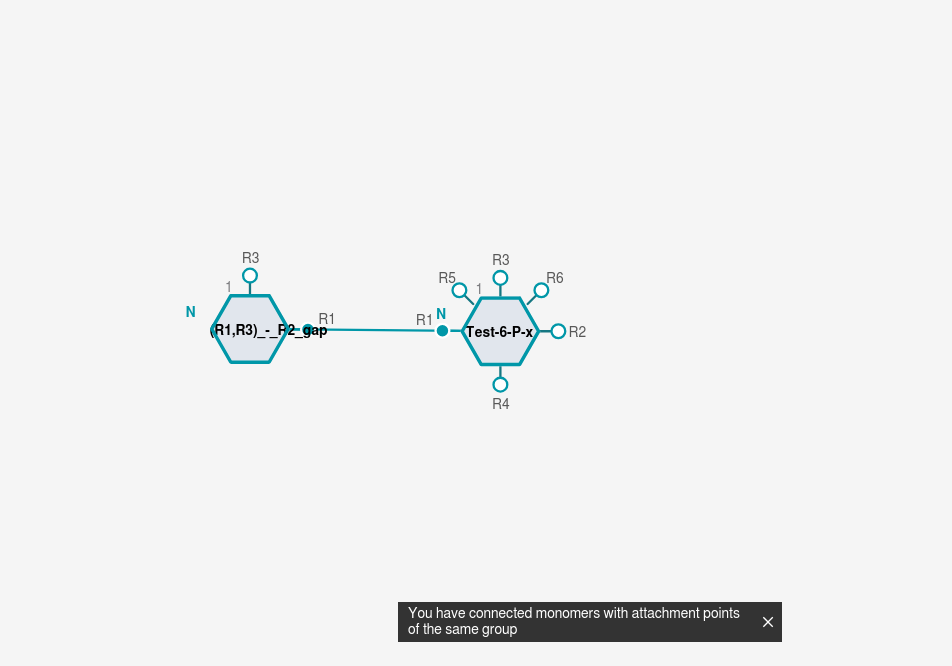 R3
1
N
(R1,R3)_-_R2_gap
R1
R1
N
R5
1
R3
R6
Test-6-P-x
R2
R4
You have connected monomers with attachment points
of the same group